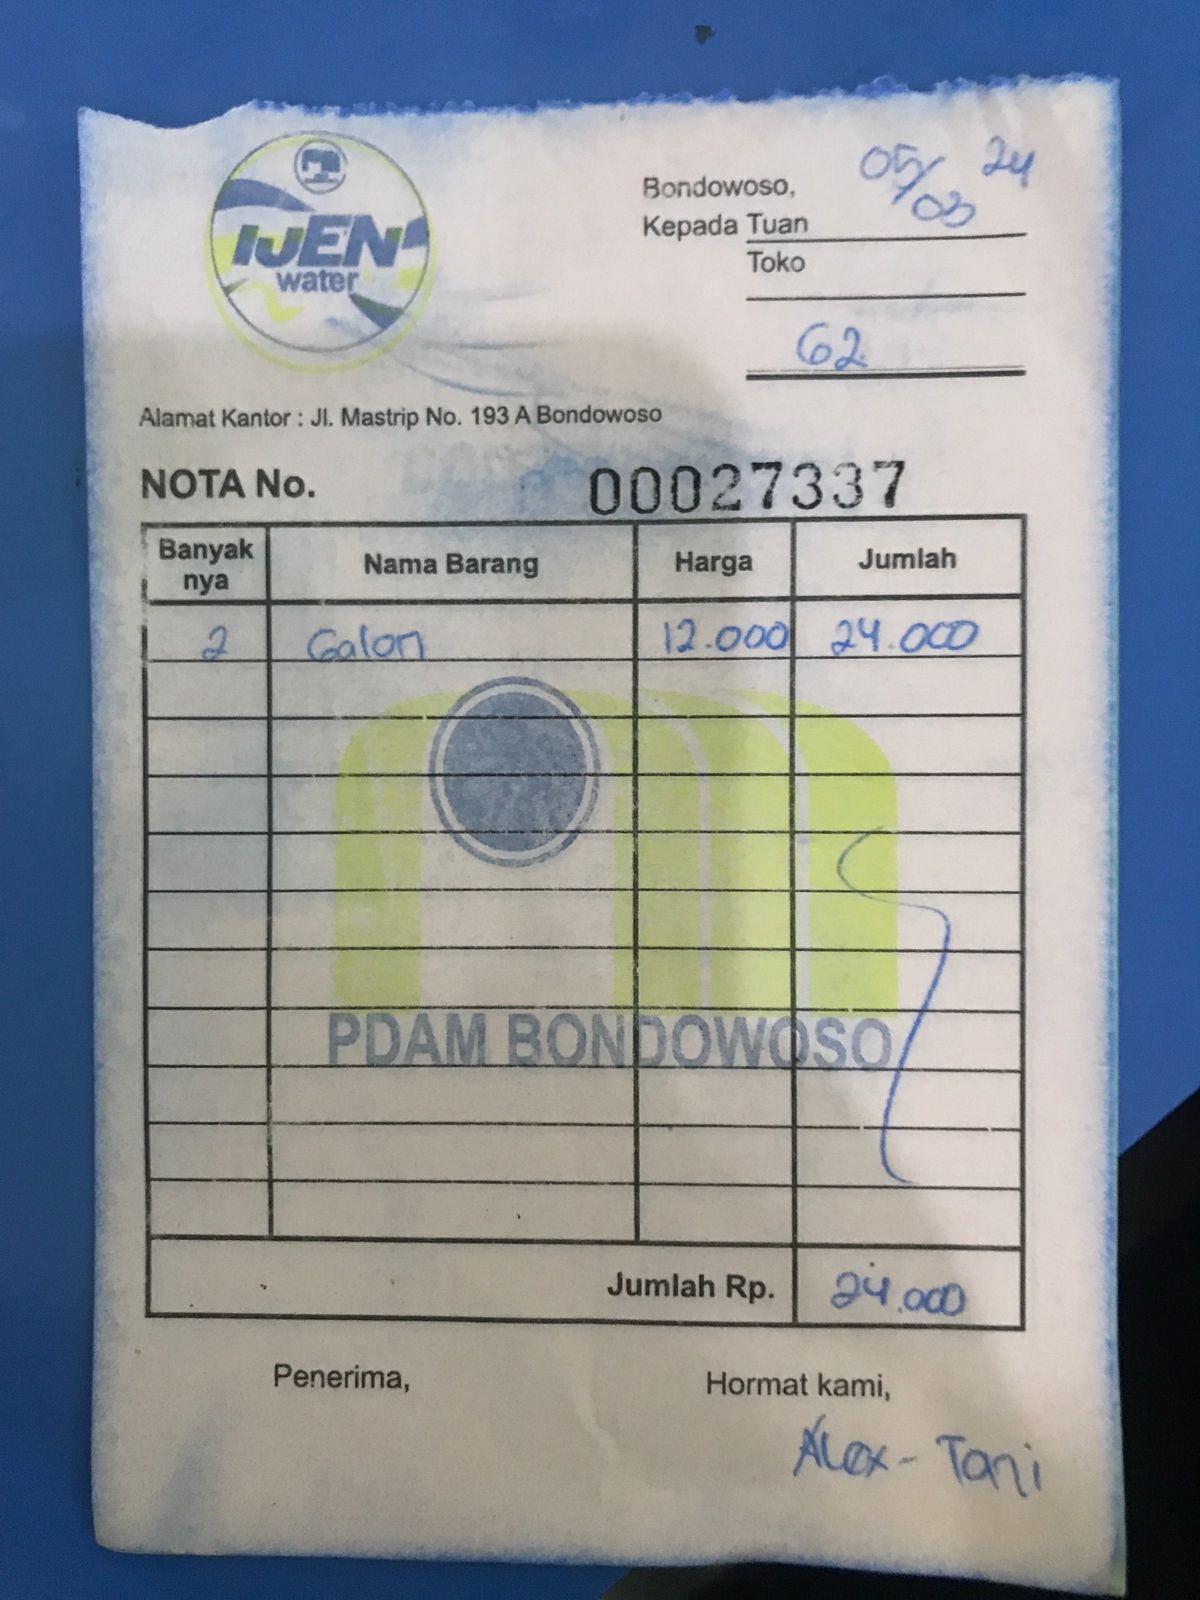 IJEN
water
Bondowoso, 05/03 24
Kepada Tuan
Toko
62
Alamat Kantor : Jl. Mastrip No. 193 A Bondowoso
NOTA No. 00027337
Banyak nya Nama Barang Harga Jumlah
2 Galon 12.000 24.000
PDAM BONDOWOSO
Jumlah Rp. 24.000
Penerima, Hormat kami,
Alex - Toni